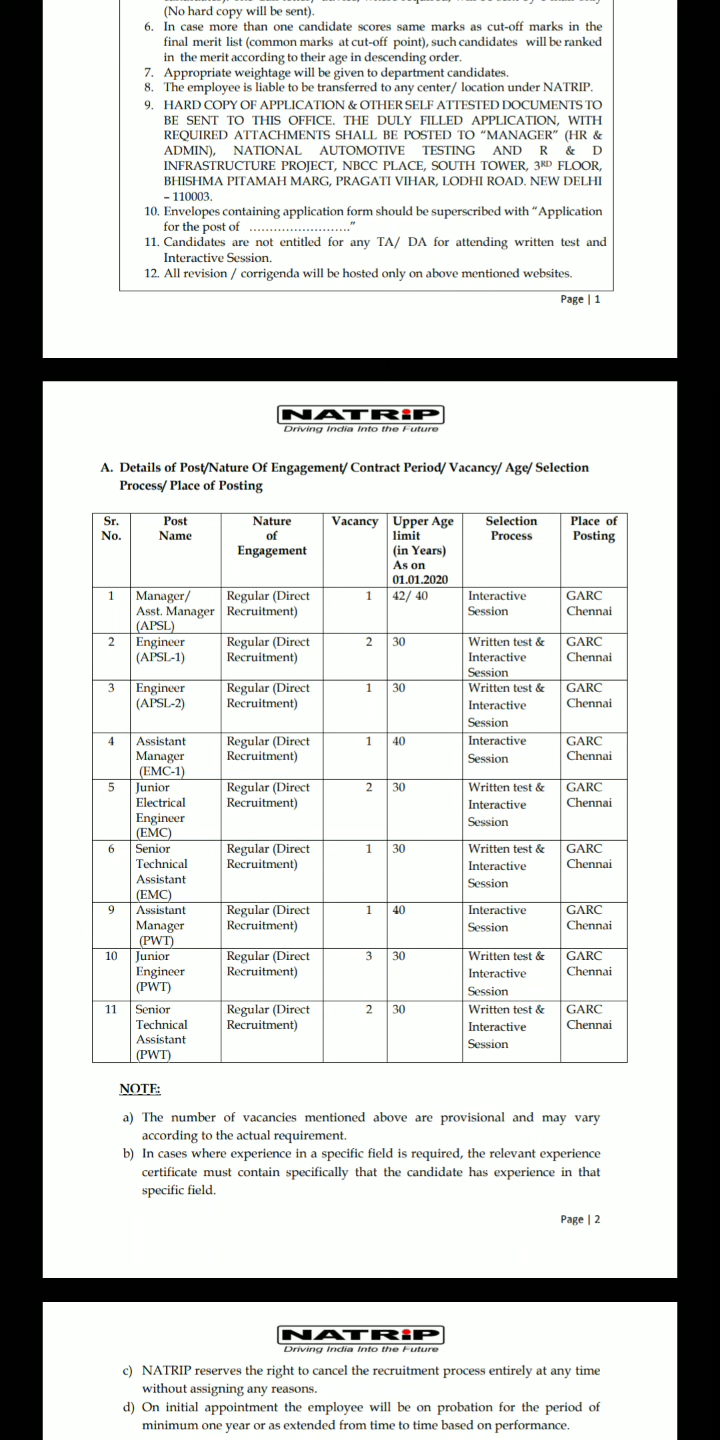 (No hard copy will be sent).
6. In case more than one candidate scores same marks as cut-off marks in the
final merit list (common marks at cut-off point), such candidates will be ranked
in the merit according to their age in descending order.
7. Appropriate weightage will be given to department candidates.
8. The employee is liable to be transferred to any center/ location under NATRIP.
9. HARD COPY OF APPLICATION & OTHER SELF ATTESTED DOCUMENTS TO
BE SENT TO THIS OFFICE. THE DULY FILLED APPLICATION, WITH
REQUIRED ATTACHMENTS SHALL BE POSTED TO "MANAGER" (HR &
ADMIN), NATIONAL AUTOMOTIVE TESTING AND R & D
INFRASTRUCTURE PROJECT, NBCC PLACE, SOUTH TOWER, 3RD FLOOR,
BHISHMA PITAMAH MARG, PRAGATI VIHAR, LODHI ROAD. NEW DELHI
– 110003.
10. Envelopes containing application form should be superscribed with "Application
for the post of ……………………."
11. Candidates are not entitled for any TA/ DA for attending written test and
Interactive Session.
12. All revision / corrigenda will be hosted only on above mentioned websites.
Page | 1
NATRiP
Driving India Into the Future
A. Details of Post/Nature Of Engagement/ Contract Period/ Vacancy/ Age/ Selection
Process/ Place of Posting
Sr. No. Post Name Nature of Engagement Vacancy Upper Age limit (in Years) As on 01.01.2020 Selection Process Place of Posting
1 Manager/ Asst. Manager (APSL) Regular (Direct Recruitment) 1 42/ 40 Interactive Session GARC Chennai
2 Engineer (APSL-1) Regular (Direct Recruitment) 2 30 Written test & Interactive Session GARC Chennai
3 Engineer (APSL-2) Regular (Direct Recruitment) 1 30 Written test & Interactive Session GARC Chennai
4 Assistant Manager (EMC-1) Regular (Direct Recruitment) 1 40 Interactive Session GARC Chennai
5 Junior Electrical Engineer (EMC) Regular (Direct Recruitment) 2 30 Written test & Interactive Session GARC Chennai
6 Senior Technical Assistant (EMC) Regular (Direct Recruitment) 1 30 Written test & Interactive Session GARC Chennai
9 Assistant Manager (PWT) Regular (Direct Recruitment) 1 40 Interactive Session GARC Chennai
10 Junior Engineer (PWT) Regular (Direct Recruitment) 3 30 Written test & Interactive Session GARC Chennai
11 Senior Technical Assistant (PWT) Regular (Direct Recruitment) 2 30 Written test & Interactive Session GARC Chennai
NOTE:
a) The number of vacancies mentioned above are provisional and may vary
according to the actual requirement.
b) In cases where experience in a specific field is required, the relevant experience
certificate must contain specifically that the candidate has experience in that
specific field.
Page | 2
NATRiP
Driving India Into the Future
c) NATRIP reserves the right to cancel the recruitment process entirely at any time
without assigning any reasons.
d) On initial appointment the employee will be on probation for the period of
minimum one year or as extended from time to time based on performance.